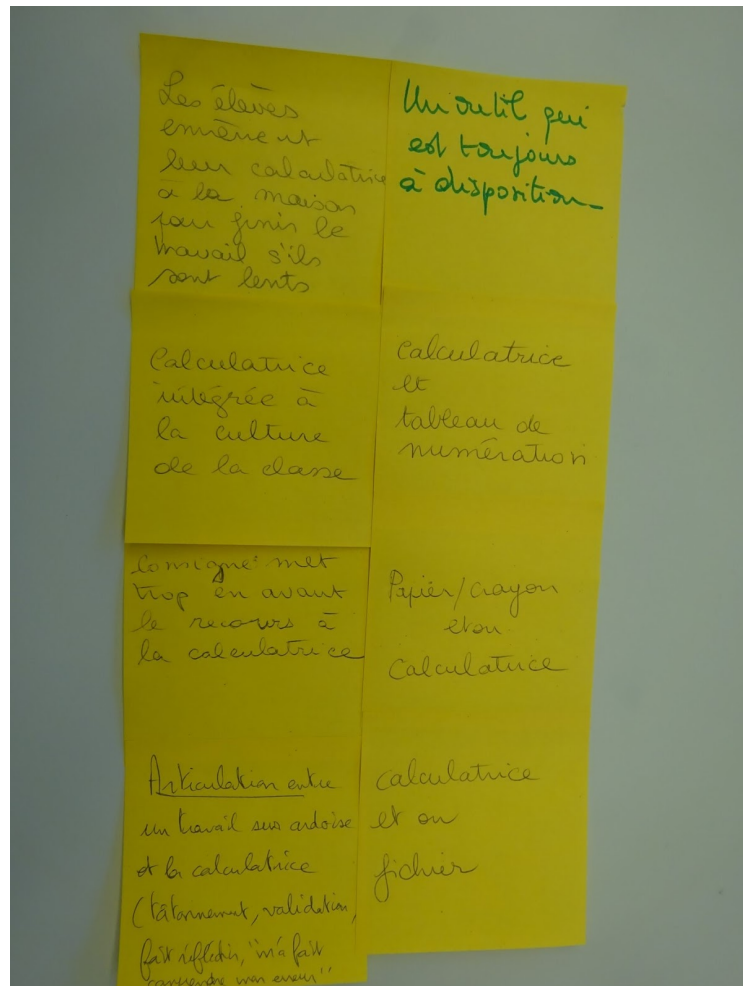 Les élèves
emmènent
leur calculatrice
à la maison
pour finir le
travail s'ils
sont lents
Un outil qui
est toujours
à disposition
Calculatrice
intégrée à
la culture
de la classe
calculatrice
et
tableau de
numération
Consigne met
trop en avant
le recours à
la calculatrice
Papier/crayon
et ou
calculatrice
Articulation entre
un travail sur ardoise
et la calculatrice
(tâtonnement, validation,
fait réfléchir, "m'a fait
comprendre mon erreur"
calculatrice
et ou
fichier